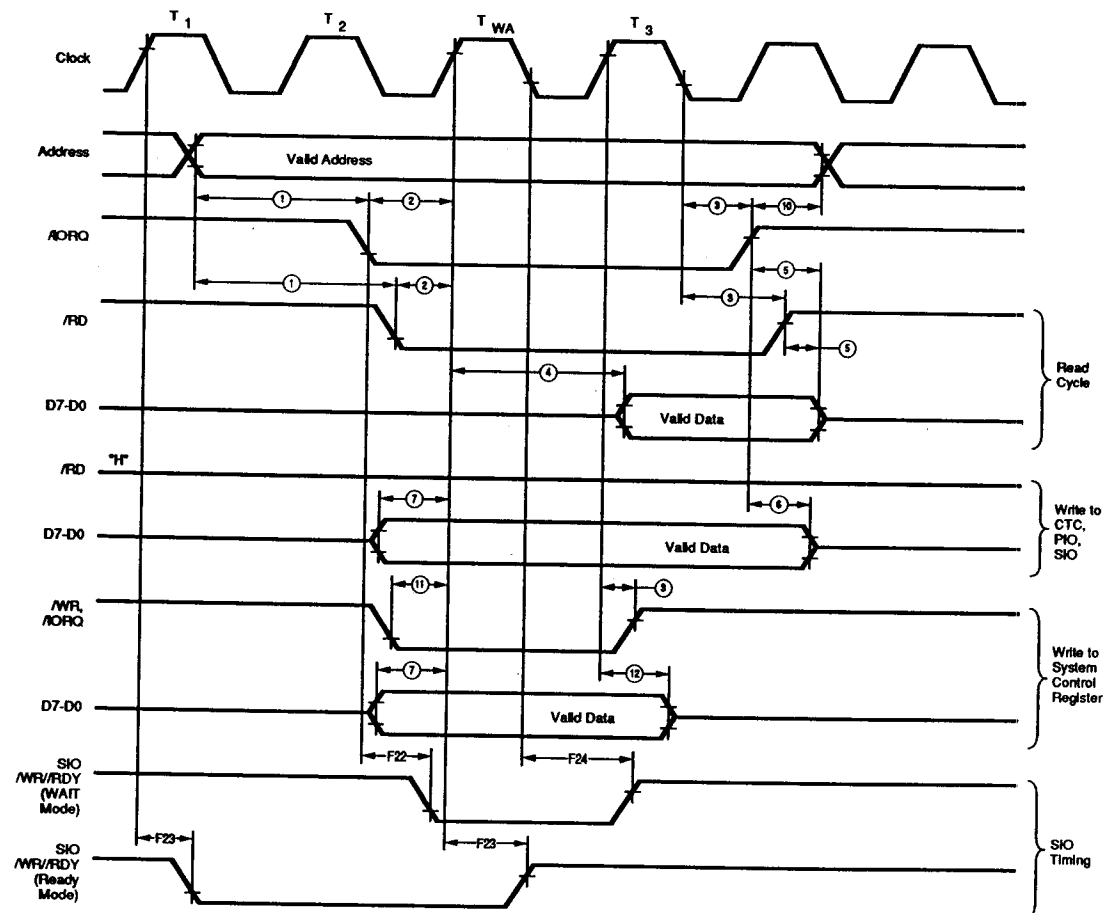 T 1
T 2
T WA
T 3
Clock
Address
Valid Address
1
2
3
10
/IORQ
1
2
5
3
/RD
5
4
Read
Cycle
D7-D0
Valid Data
/RD
"H"
7
6
Write to
CTC,
PIO,
SIO
D7-D0
Valid Data
11
3
/WR,
/IORQ
7
12
Write to
System
Control
Register
D7-D0
Valid Data
F22
F24
SIO
/WR//RDY
(WAIT
Mode)
F23
F23
SIO
Timing
SIO
/WR//RDY
(Ready
Mode)